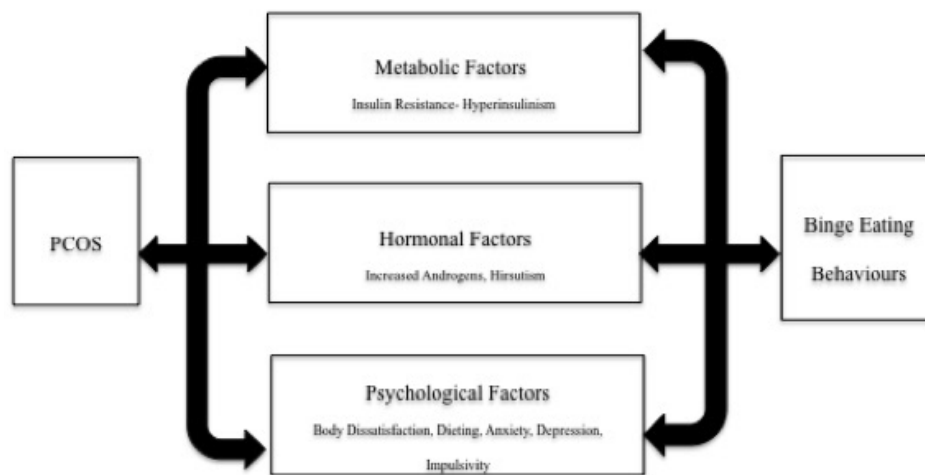 Metabolic Factors
Insulin Resistance- Hyperinsulinism
PCOS
Hormonal Factors
Increased Androgens, Hirsutism
Binge Eating
Behaviours
Psychological Factors
Body Dissatisfaction, Dieting, Anxiety, Depression,
Impulsivity